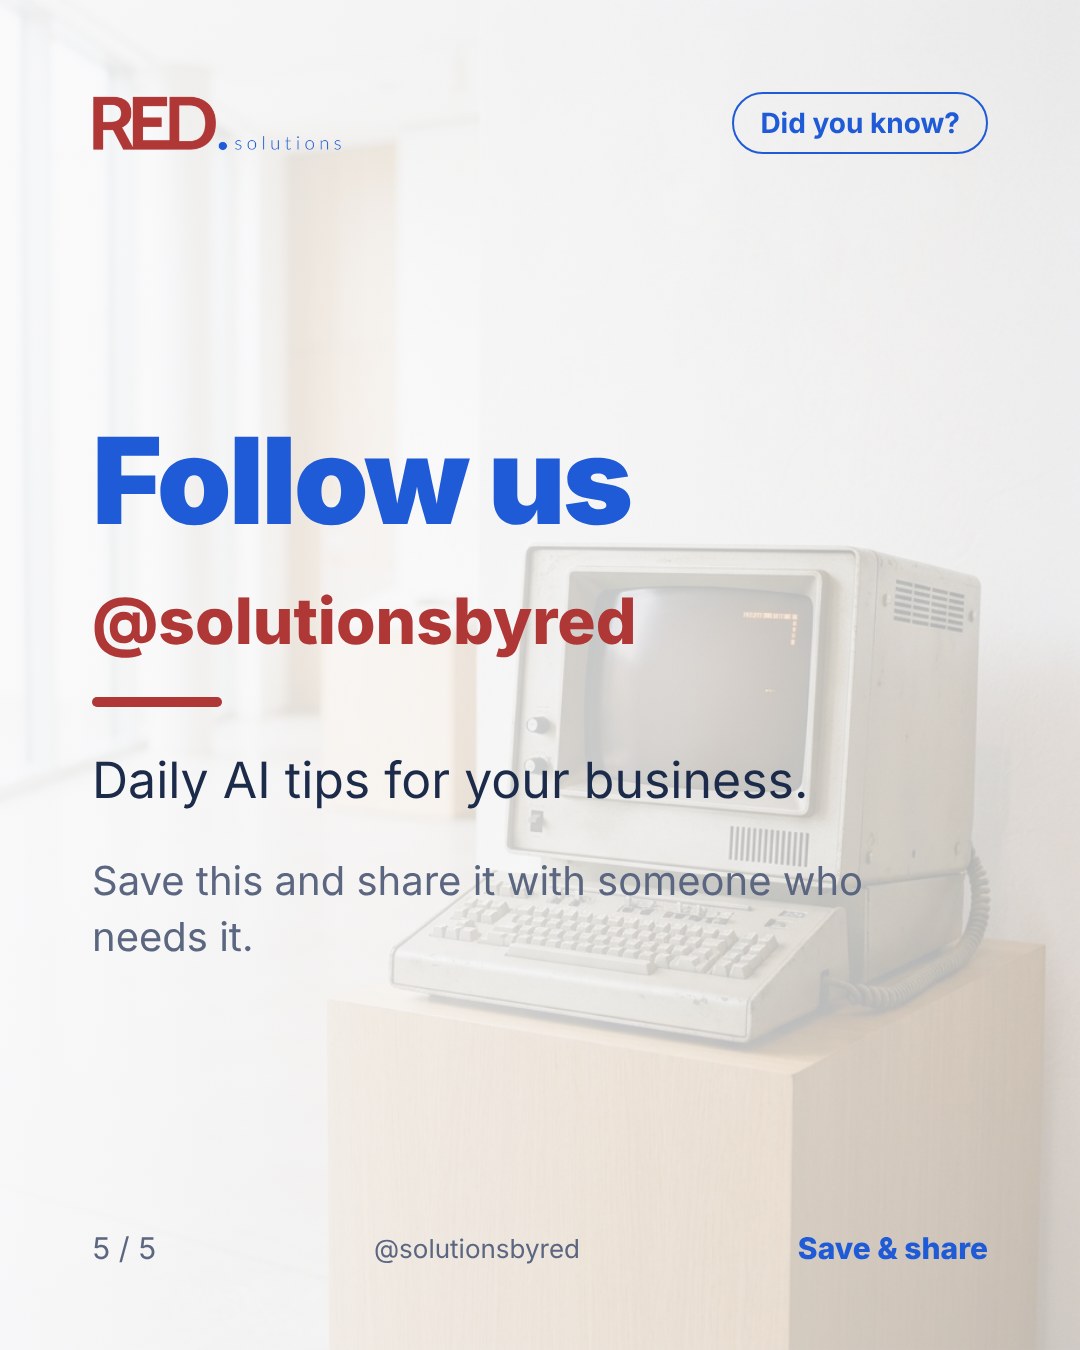 RED.solutions
Did you know?
Follow us
@solutionsbyred
Daily AI tips for your business.
Save this and share it with someone who
needs it.
5 / 5
@solutionsbyred
Save & share